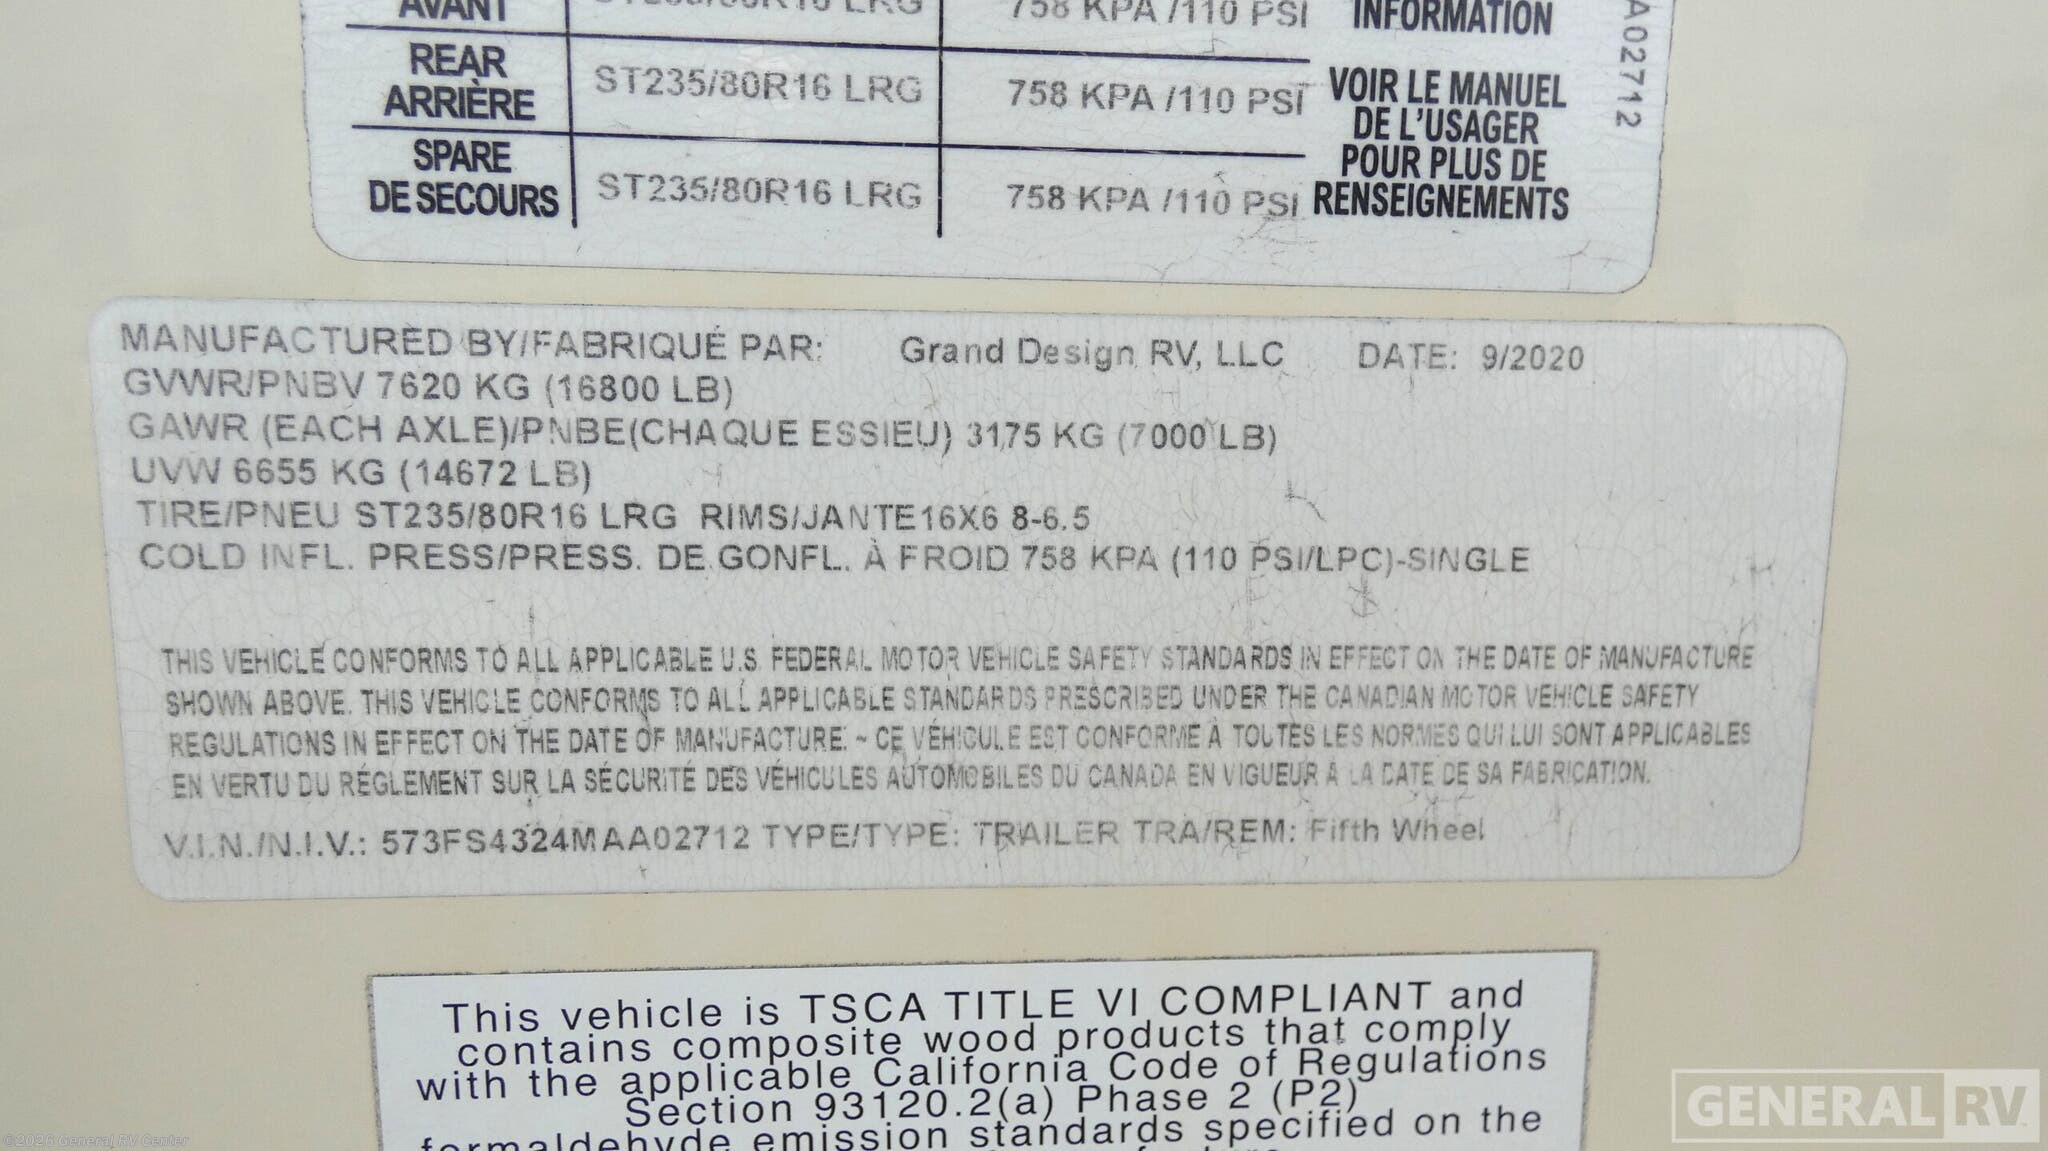 AVANT ST235/80R16 LRG 758 KPA /110 PSI INFORMATION
REAR
ARRIÈRE ST235/80R16 LRG 758 KPA /110 PSI
SPARE
DE SECOURS ST235/80R16 LRG 758 KPA /110 PSI
VOIR LE MANUEL
DE L'USAGER
POUR PLUS DE
RENSEIGNEMENTS
A02712
MANUFACTURED BY/FABRIQUÉ PAR: Grand Design RV, LLC DATE: 9/2020
GVWR/PNBV 7620 KG (16800 LB)
GAWR (EACH AXLE)/PNBE(CHAQUE ESSIEU) 3175 KG (7000 LB)
UVW 6655 KG (14672 LB)
TIRE/PNEU ST235/80R16 LRG RIMS/JANTE16X6 8-6.5
COLD INFL. PRESS/PRESS. DE GONFL. À FROID 758 KPA (110 PSI/LPC)-SINGLE
THIS VEHICLE CONFORMS TO ALL APPLICABLE U.S. FEDERAL MOTOR VEHICLE SAFETY STANDARDS IN EFFECT ON THE DATE OF MANUFACTURE
SHOWN ABOVE. THIS VEHICLE CONFORMS TO ALL APPLICABLE STANDARDS PRESCRIBED UNDER THE CANADIAN MOTOR VEHICLE SAFETY
REGULATIONS IN EFFECT ON THE DATE OF MANUFACTURE. ~ CE VÉHICULE EST CONFORME À TOUTES LES NORMES QUI LUI SONT APPLICABLES
EN VERTU DU RÉGLEMENT SUR LA SÉCURITÉ DES VÉHICULES AUTOMOBILES DU CANADA EN VIGUEUR À LA DATE DE SA FABRICATION.
V.I.N./N.I.V.: 573FS4324MAA02712 TYPE/TYPE: TRAILER TRA/REM: Fifth Wheel
This vehicle is TSCA TITLE VI COMPLIANT and
contains composite wood products that comply
with the applicable California Code of Regulations
Section 93120.2(a) Phase 2 (P2)
formaldehyde emission standards specified on the
GENERAL RV
©2026 General RV Center